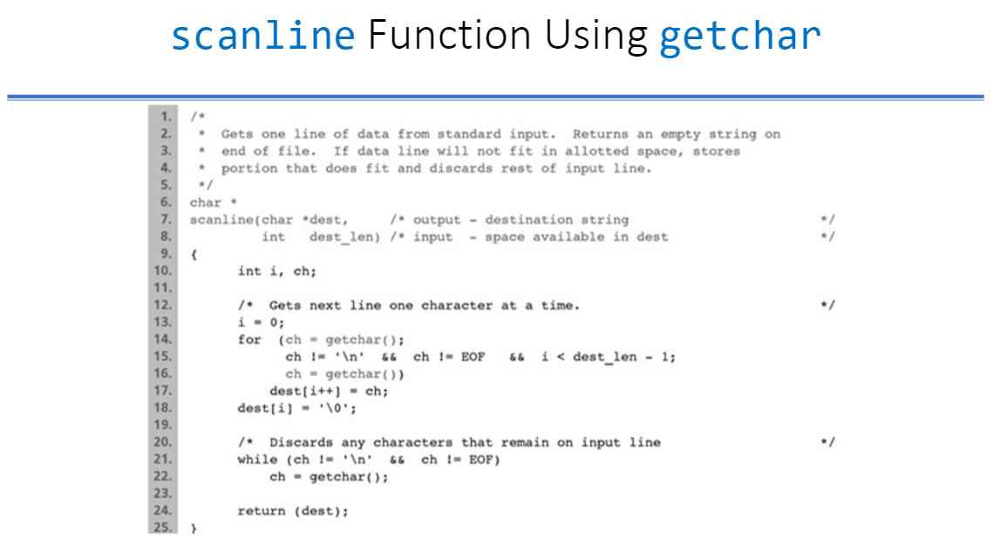 scanline Function Using getchar
1. /*
2.  *  Gets one line of data from standard input.  Returns an empty string on
3.  *  end of file.  If data line will not fit in allotted space, stores
4.  *  portion that does fit and discards rest of input line.
5.  */
6. char *
7. scanline(char *dest,     /* output - destination string                        */
8.          int   dest_len) /* input  - space available in dest                   */
9. {
10.       int i, ch;
11.
12.       /*  Gets next line one character at a time.                              */
13.       i = 0;
14.       for  (ch = getchar();
15.             ch != '\n'  &&  ch != EOF   &&  i < dest_len - 1;
16.             ch = getchar())
17.           dest[i++] = ch;
18.       dest[i] = '\0';
19.
20.       /*  Discards any characters that remain on input line                    */
21.       while (ch != '\n'  &&  ch != EOF)
22.           ch = getchar();
23.
24.       return (dest);
25. }